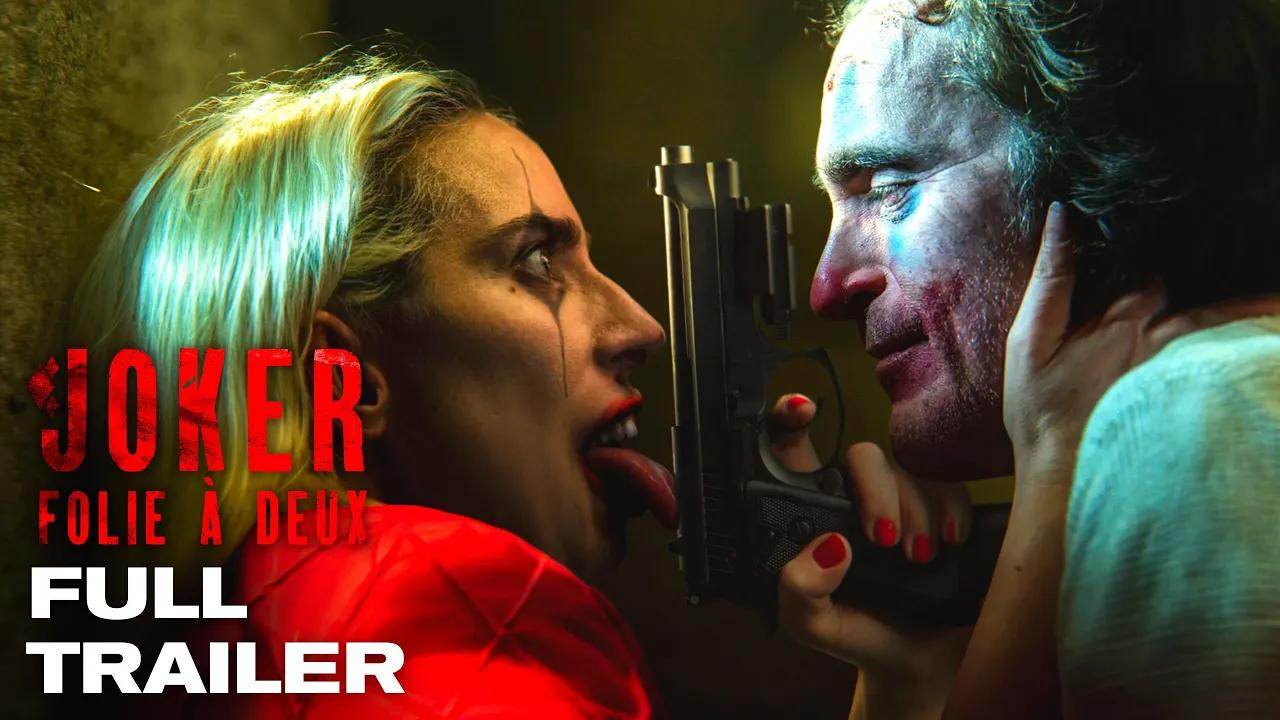 JOKER
FOLIE À DEUX
FULL
TRAILER